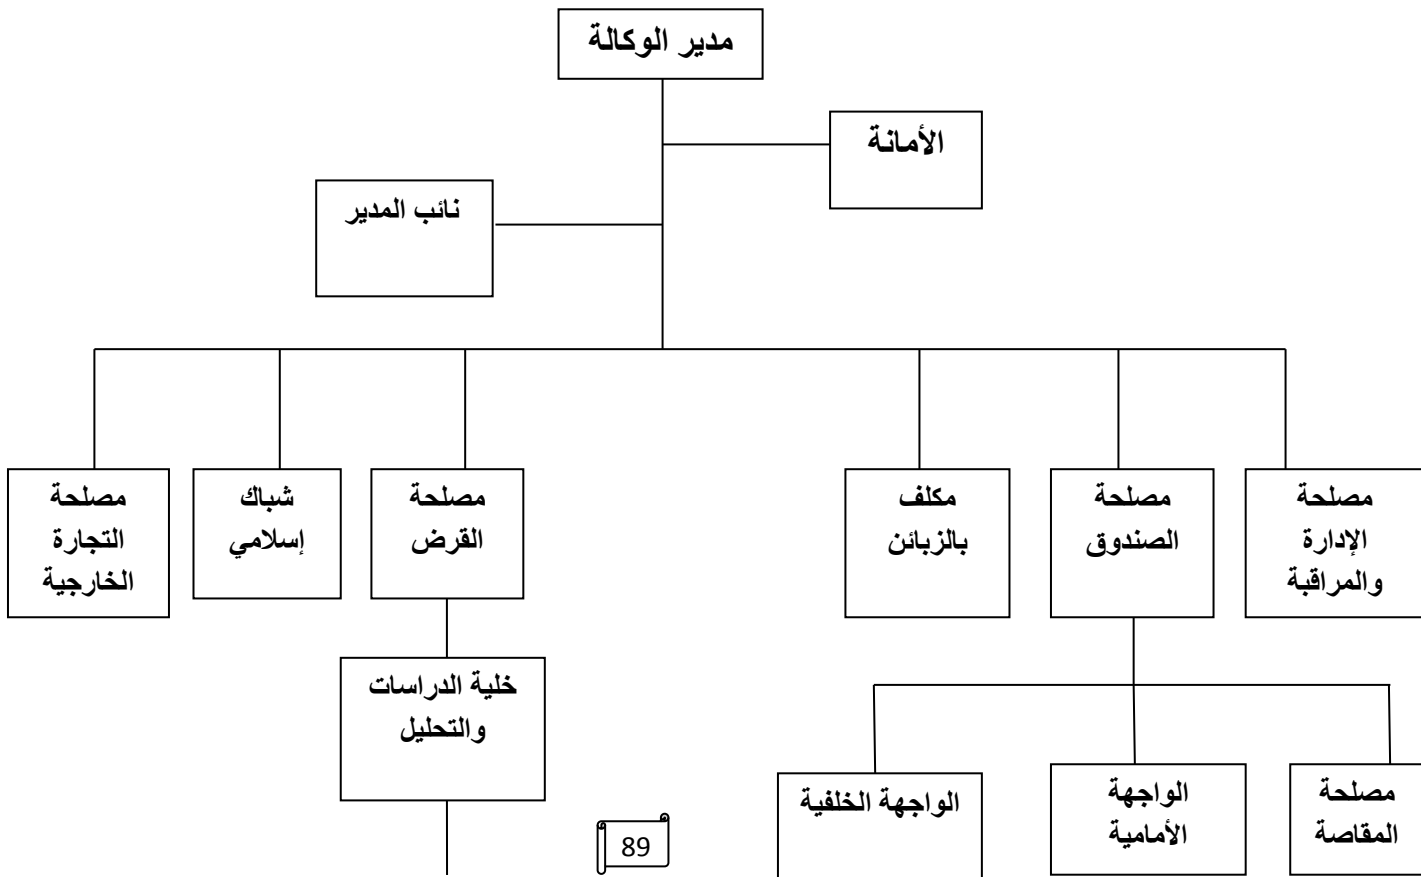 مدير الوكالة
الأمانة
نائب المدير
مصلحة
الإدارة
والمراقبة
مصلحة
الصندوق
مكلف
بالزبائن
مصلحة
القرض
شباك
إسلامي
مصلحة
التجارة
الخارجية
خلية الدراسات
والتحليل
مصلحة
المقاصة
الواجهة
الأمامية
الواجهة الخلفية
89